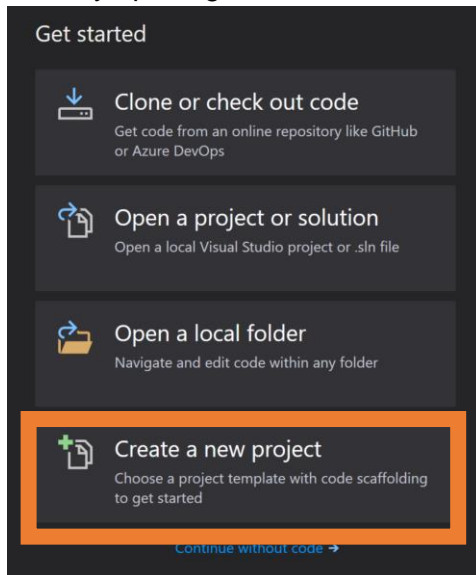 Get started
Clone or check out code
Get code from an online repository like GitHub
or Azure DevOps
Open a project or solution
Open a local Visual Studio project or .sln file
Open a local folder
Navigate and edit code within any folder
Create a new project
Choose a project template with code scaffolding
to get started
Continue without code →